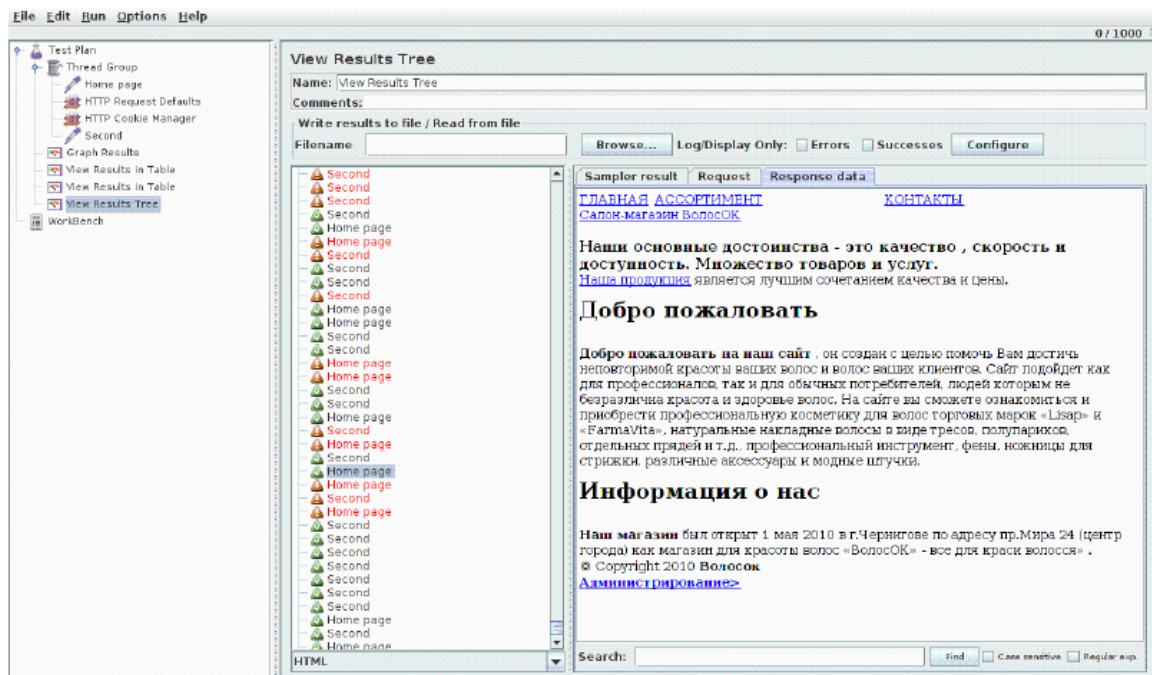 File Edit Run Options Help
0 / 1000
Test Plan
Thread Group
Home page
HTTP Request Defaults
HTTP Cookie Manager
Second
Graph Results
View Results in Table
View Results in Table
View Results Tree
WorkBench
View Results Tree
Name: View Results Tree
Comments:
Write results to file / Read from file
Filename Browse... Log/Display Only: Errors Successes Configure
Second
Second
Second
Second
Home page
Home page
Second
Second
Second
Second
Home page
Home page
Second
Second
Home page
Home page
Second
Second
Home page
Second
Home page
Second
Home page
Home page
Second
Home page
Second
Second
Second
Second
Second
Second
Second
Home page
Second
Home page
HTML
Sampler result Request Response data
ГЛАВНАЯ АССОРТИМЕНТ КОНТАКТЫ
Салон-магазин ВолосОК
Наши основные достоинства - это качество , скорость и
доступность. Множество товаров и услуг.
Наша продукция является лучшим сочетанием качества и цены.
Добро пожаловать
Добро пожаловать на наш сайт , он создан с целью помочь Вам достичь
неповторимой красоты ваших волос и волос ваших клиентов. Сайт подойдет как
для профессионалов, так и для обычных потребителей, людей которым не
безразлична красота и здоровье волос. На сайте вы сможете ознакомиться и
приобрести профессиональную косметику для волос торговых марок «Lisap» и
«FarmaVita», натуральные накладные волосы в виде тресов, полупариков,
отдельных прядей и т.д., профессиональный инструмент, фены, ножницы для
стрижки, различные аксессуары и модные штучки.
Информация о нас
Наш магазин был открыт 1 мая 2010 в г.Чернигове по адресу пр.Мира 24 (центр
города) как магазин для красоты волос «ВолосОК» - все для краси волосся» .
© Copyright 2010 Волосок
Администрирование>
Search: Find Case sensitive Regular exp.